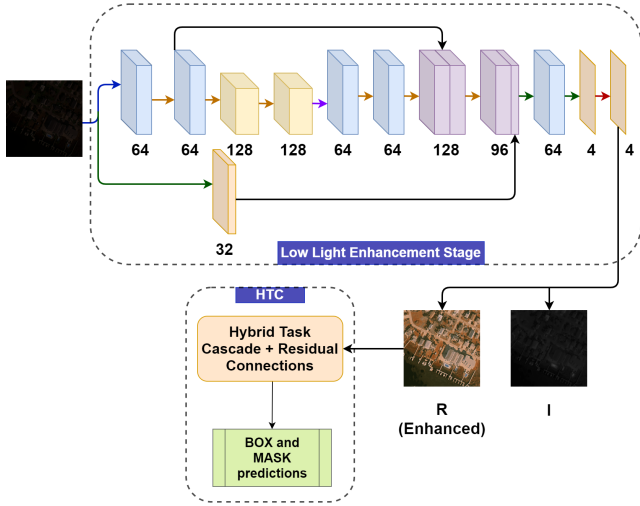 64 64 128 128 64 64 128 96 64 4 4
32
Low Light Enhancement Stage
HTC
Hybrid Task
Cascade + Residual
Connections
R
(Enhanced)
I
BOX and
MASK
predictions